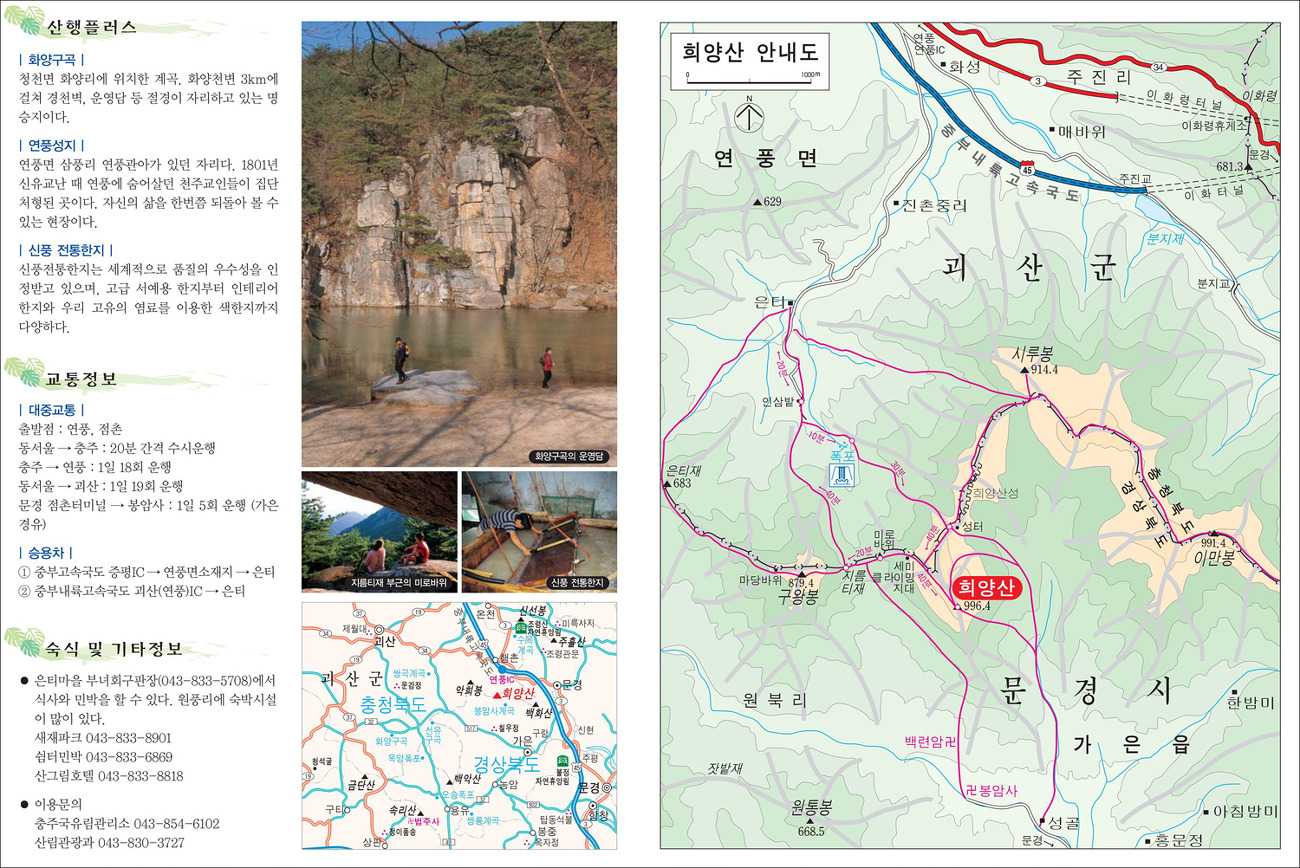 산행플러스
| 화양구곡 |
청천면 화양리에 위치한 계곡. 화양천변 3km에
걸쳐 경천벽, 운영담 등 절경이 자리하고 있는 명
승지이다.
| 연풍성지 |
연풍면 삼풍리 연풍관아가 있던 자리다. 1801년
신유교난 때 연풍에 숨어살던 천주교인들이 집단
처형된 곳이다. 자신의 삶을 한번쯤 되돌아 볼 수
있는 현장이다.
| 신풍 전통한지 |
신풍전통한지는 세계적으로 품질의 우수성을 인
정받고 있으며, 고급 서예용 한지부터 인테리어
한지와 우리 고유의 염료를 이용한 색한지까지
다양하다.
교통정보
| 대중교통 |
출발점 : 연풍, 점촌
동서울 → 충주 : 20분 간격 수시운행
충주 → 연풍 : 1일 18회 운행
동서울 → 괴산 : 1일 19회 운행
문경 점촌터미널 → 봉암사 : 1일 5회 운행 (가은
경유)
| 승용차 |
① 중부고속국도 증평IC → 연풍면소재지 → 은티
② 중부내륙고속국도 괴산(연풍)IC → 은티
숙식 및 기타정보
● 은티마을 부녀회구판장(043-833-5708)에서
식사와 민박을 할 수 있다. 원풍리에 숙박시설
이 많이 있다.
새재파크 043-833-8901
쉼터민박 043-833-6869
산그림호텔 043-833-8818
● 이용문의
충주국유림관리소 043-854-6102
산림관광과 043-830-3727
화양구곡의 운영담
지름티재 부근의 미로바위
신풍 전통한지
온천
신선봉
조령산
자연휴양림
미륵사지
제월대
괴산
수옥
계곡
주흘산
조령관문
행촌
괴산군
쌍곡계곡
문광정
연풍IC
문경
악희봉
희양산
충청북도
봉암사계곡
백화산
칠우정
구랑
신현
선유
구곡
가은
화양구곡
옥양폭포
경상북도
청석굴
불정
자연휴양림
주평
금단산
백악산
농암
문경
오송폭포
구티
속리산
용유
탑동석불
함창
법주사
쌍룡계곡
정이품송
봉중
상판
옥자정
희양산 안내도
0 1000m
N
연풍
연풍IC
화성
3
주진리
34
이화령터널
이화령
이화령휴게소
매바위
연풍면
중부내륙고속국도
45
문경
681.3
주진교
이화터널
629
진촌중리
분지제
괴산군
분지교
은티
시루봉
914.4
←20분
인삼밭
10분→
폭포
30분→
은티재
683
←40분
희양산성
충청북도
경상북도
성터
미로
바위
←40분
991.4
이만봉
←20분
마당바위
879.4
구왕봉
지름
티재
세미
클라이밍
지대
40분→
희양산
996.4
원북리
문경시
한밤미
백련암卍
가은읍
잣밭재
卍봉암사
원통봉
668.5
성골
문경
아침밤미
홍문정